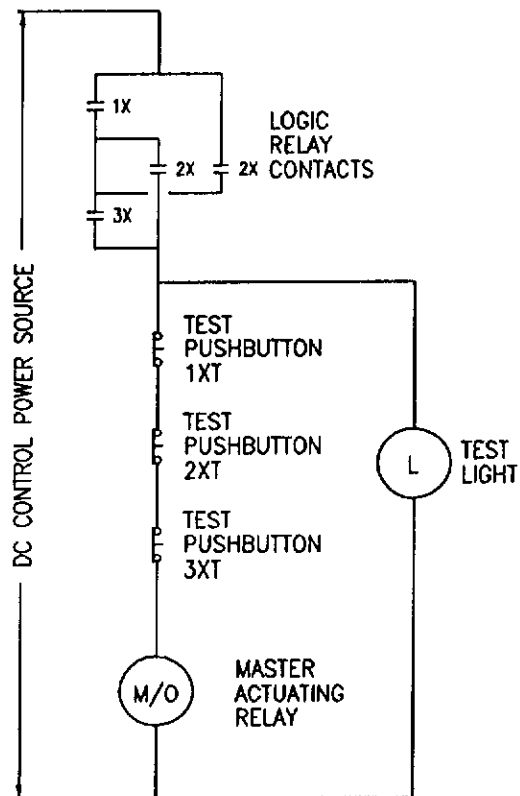 1X
2X
2X
LOGIC
RELAY
CONTACTS
3X
DC CONTROL POWER SOURCE
TEST
PUSHBUTTON
1XT
TEST
PUSHBUTTON
2XT
L
TEST
LIGHT
TEST
PUSHBUTTON
3XT
M/O
MASTER
ACTUATING
RELAY